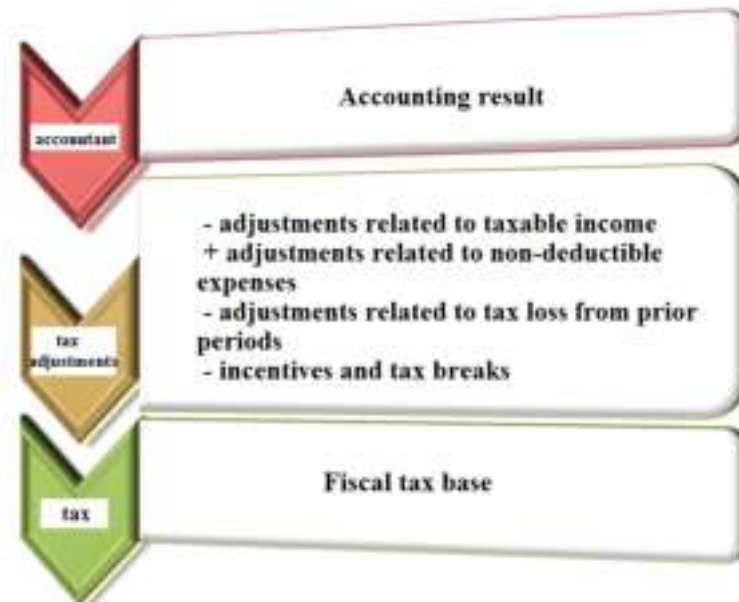 accountant
Accounting result
tax
adjustments
- adjustments related to taxable income
+ adjustments related to non-deductible
expenses
- adjustments related to tax loss from prior
periods
- incentives and tax breaks
tax
Fiscal tax base